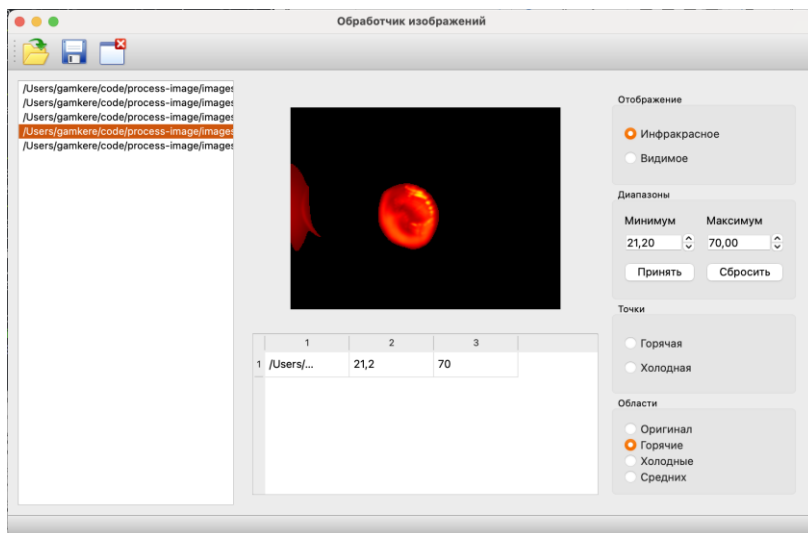 Обработчик изображений
/Users/gamkere/code/process-image/images
/Users/gamkere/code/process-image/images
/Users/gamkere/code/process-image/images
/Users/gamkere/code/process-image/images
/Users/gamkere/code/process-image/images
Отображение
Инфракрасное
Видимое
Диапазоны
Минимум Максимум
21,20 70,00
Принять Сбросить
Точки
Горячая
Холодная
Области
Оригинал
Горячие
Холодные
Средних
1 2 3
1 /Users/... 21,2 70